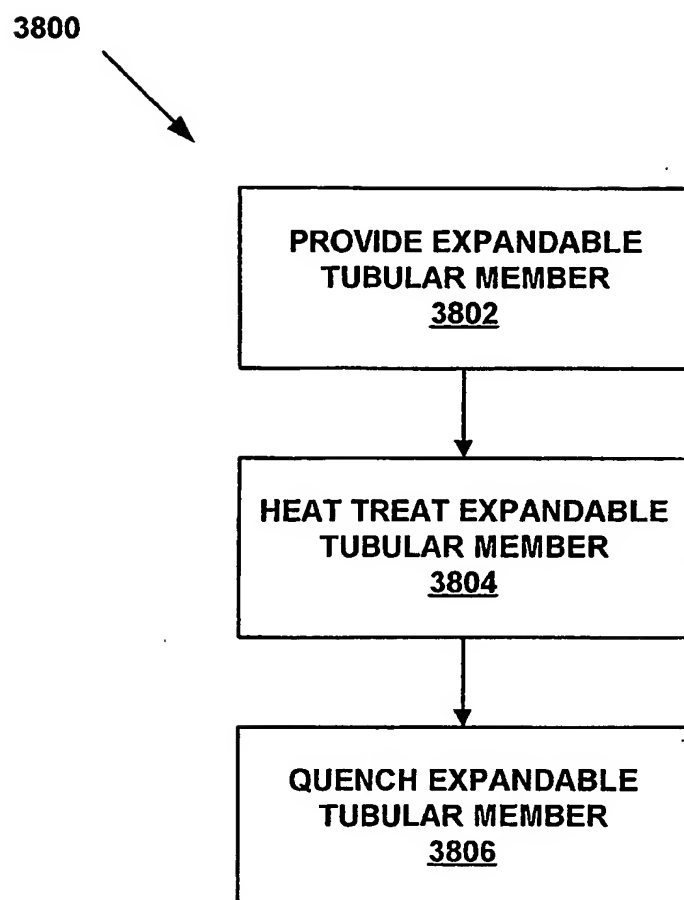 3800
PROVIDE EXPANDABLE
TUBULAR MEMBER
3802
HEAT TREAT EXPANDABLE
TUBULAR MEMBER
3804
QUENCH EXPANDABLE
TUBULAR MEMBER
3806